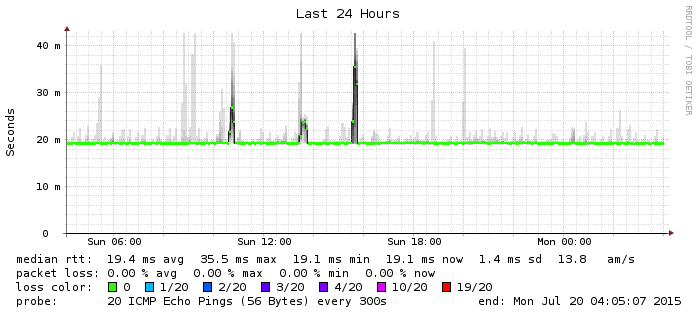 Last 24 Hours
RRDTOOL / TOBI OETIKER
Seconds
40 m
30 m
20 m
10 m
0
Sun 06:00 Sun 12:00 Sun 18:00 Mon 00:00
median rtt: 19.4 ms avg 35.5 ms max 19.1 ms min 19.1 ms now 1.4 ms sd 13.8 am/s
packet loss: 0.00 % avg 0.00 % max 0.00 % min 0.00 % now
loss color: 0 1/20 2/20 3/20 4/20 10/20 19/20
probe: 20 ICMP Echo Pings (56 Bytes) every 300s end: Mon Jul 20 04:05:07 2015